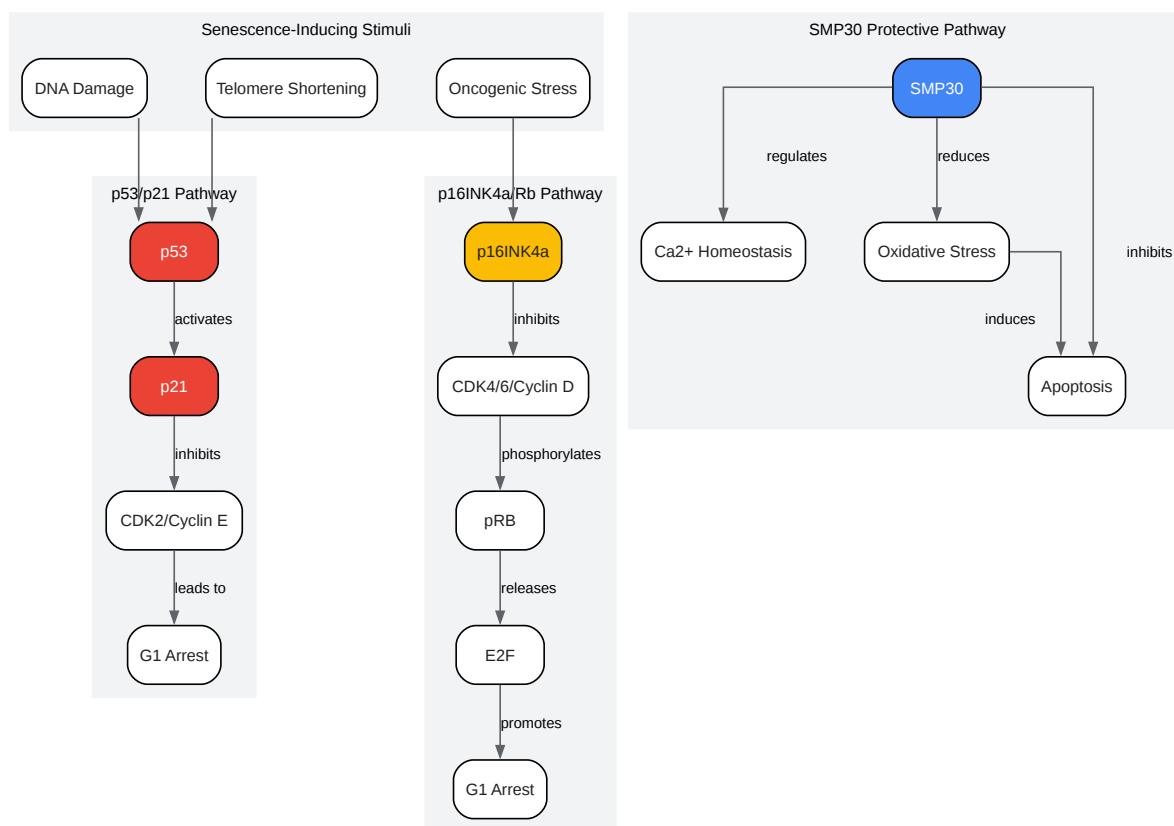 Senescence-Inducing Stimuli
DNA Damage
Telomere Shortening
Oncogenic Stress
p53/p21 Pathway
p53
activates
p21
inhibits
CDK2/Cyclin E
leads to
G1 Arrest
p16INK4a/Rb Pathway
p16INK4a
inhibits
CDK4/6/Cyclin D
phosphorylates
pRB
releases
E2F
promotes
G1 Arrest
SMP30 Protective Pathway
SMP30
regulates
reduces
Ca2+ Homeostasis
Oxidative Stress
inhibits
induces
Apoptosis